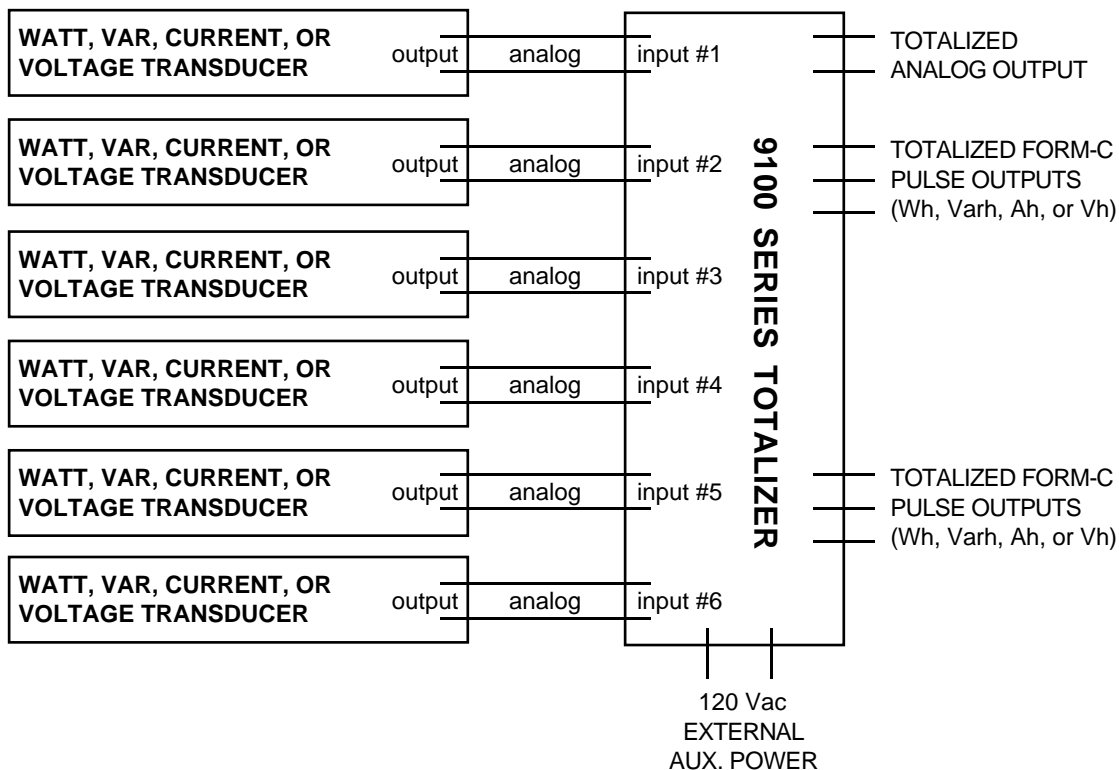 WATT, VAR, CURRENT, OR
VOLTAGE TRANSDUCER
output
analog
input #1
TOTALIZED
ANALOG OUTPUT
WATT, VAR, CURRENT, OR
VOLTAGE TRANSDUCER
output
analog
input #2
TOTALIZED FORM-C
PULSE OUTPUTS
(Wh, Varh, Ah, or Vh)
WATT, VAR, CURRENT, OR
VOLTAGE TRANSDUCER
output
analog
input #3
9100 SERIES TOTALIZER
WATT, VAR, CURRENT, OR
VOLTAGE TRANSDUCER
output
analog
input #4
WATT, VAR, CURRENT, OR
VOLTAGE TRANSDUCER
output
analog
input #5
TOTALIZED FORM-C
PULSE OUTPUTS
(Wh, Varh, Ah, or Vh)
WATT, VAR, CURRENT, OR
VOLTAGE TRANSDUCER
output
analog
input #6
120 Vac
EXTERNAL
AUX. POWER